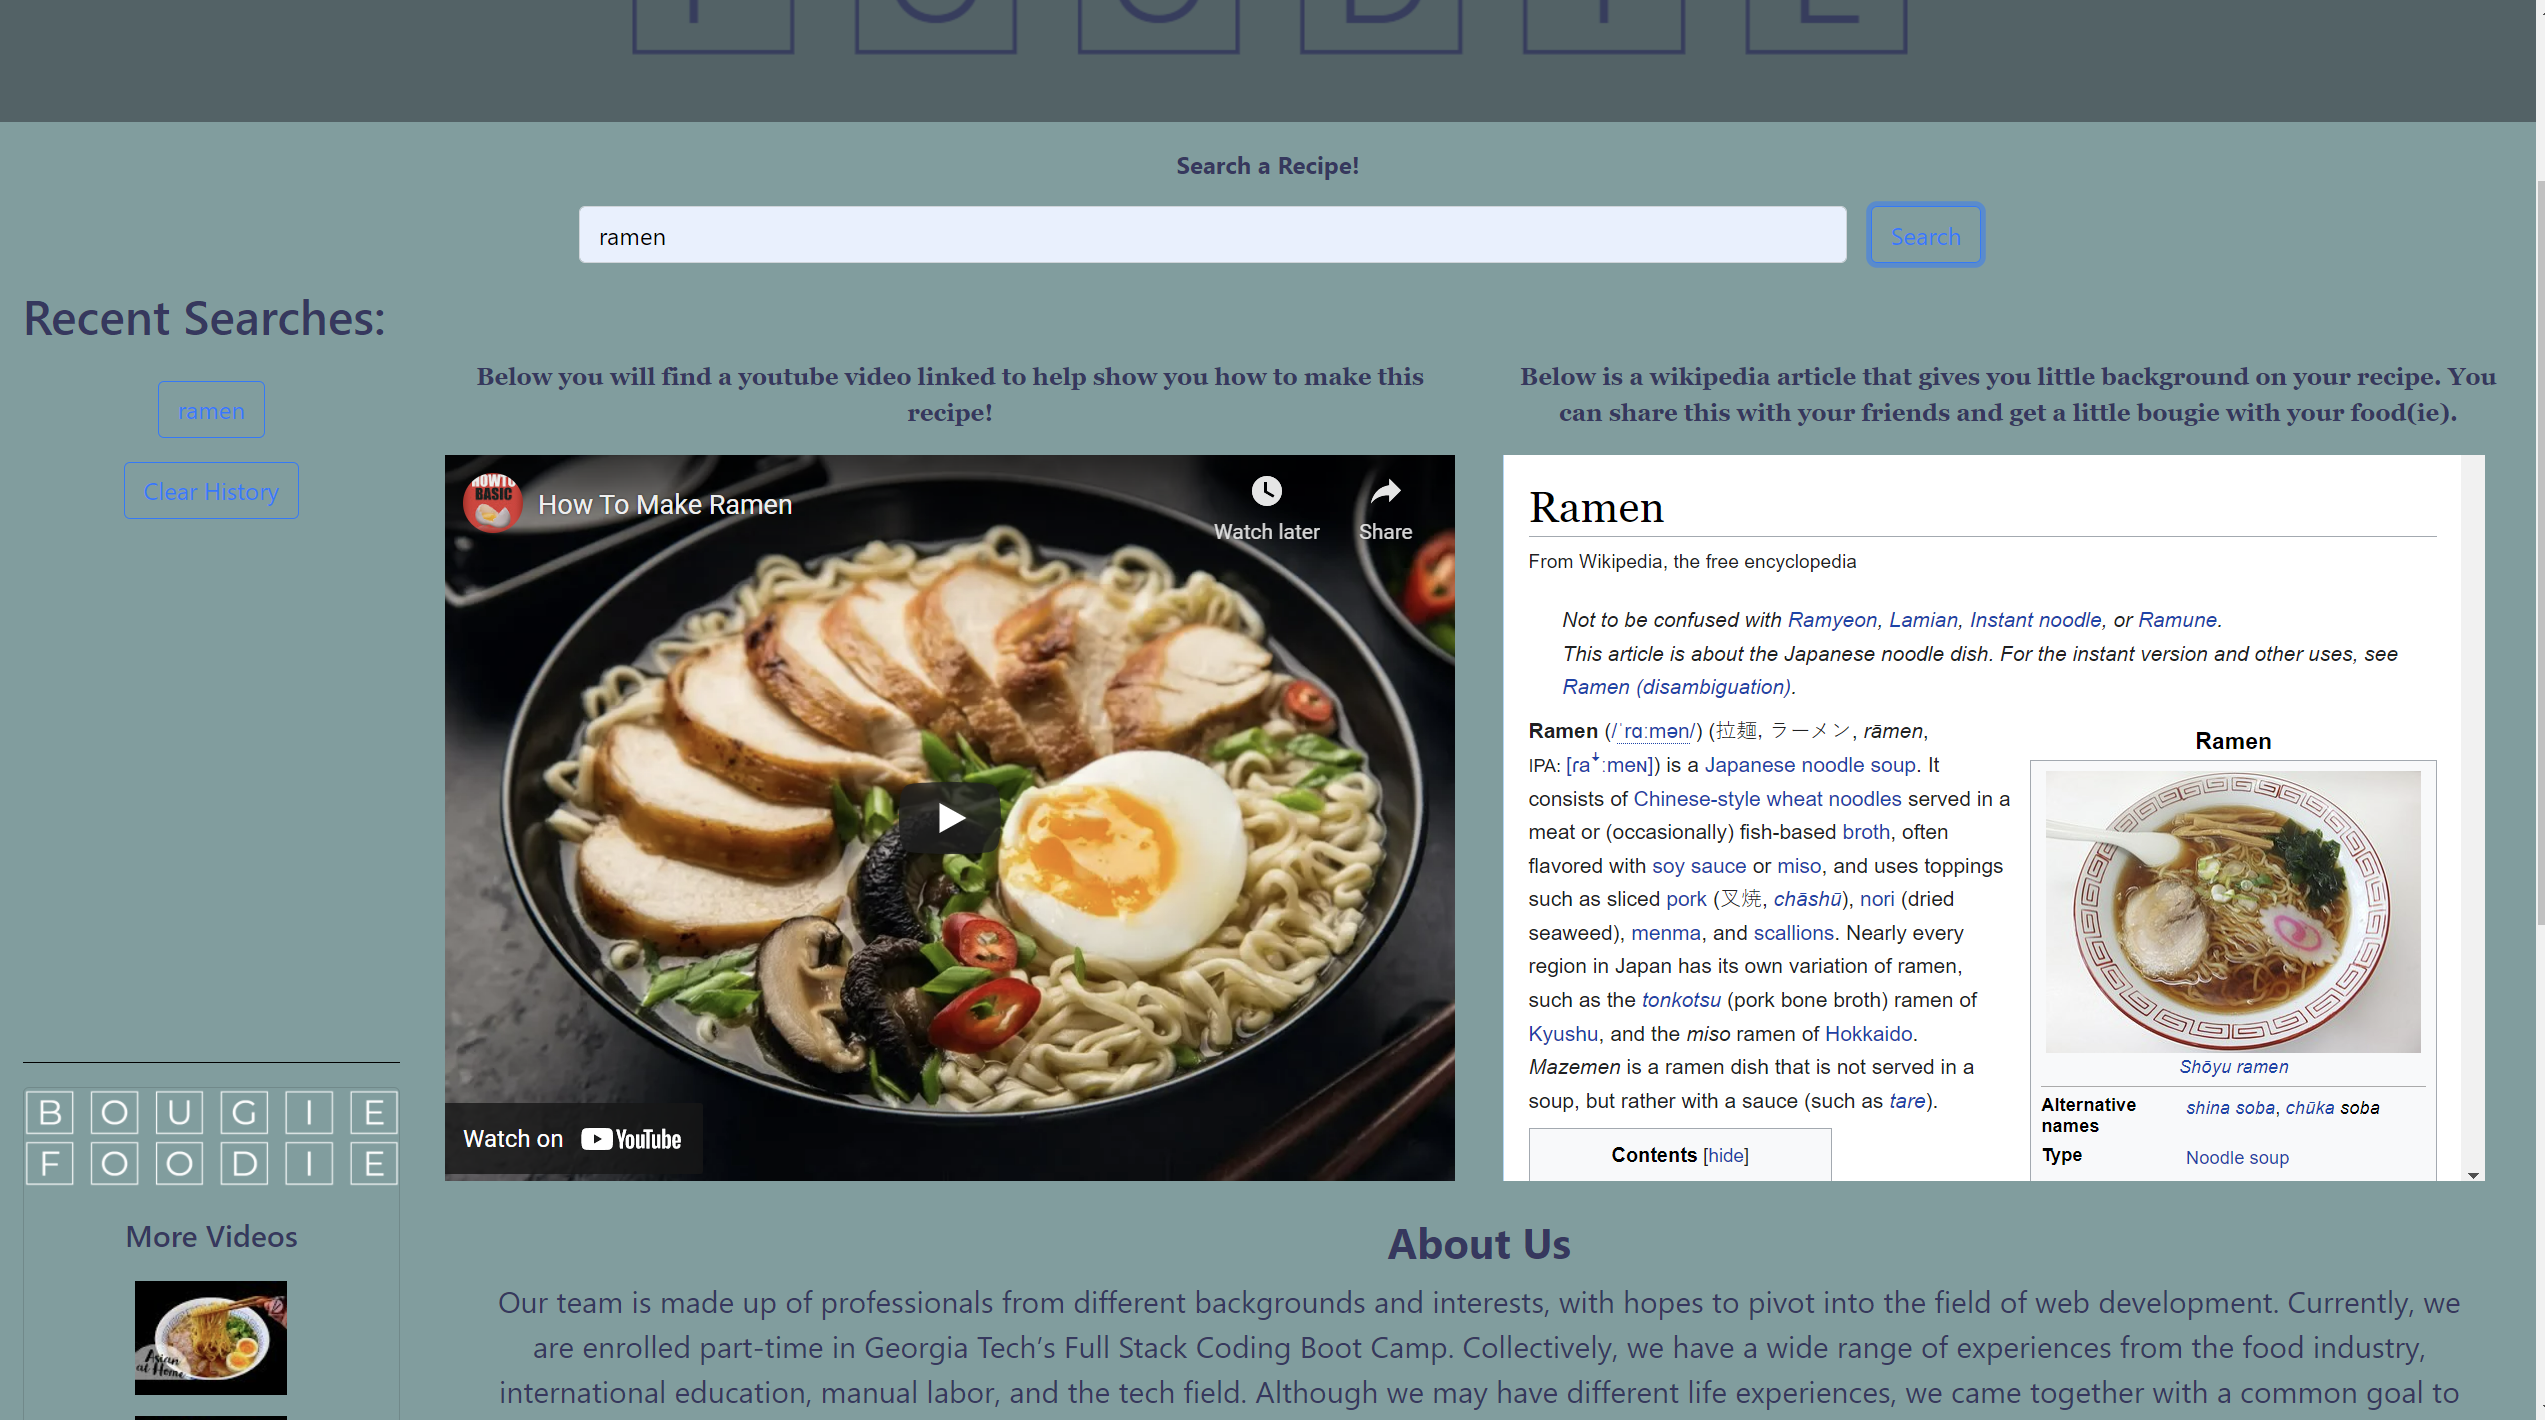 F O O D I E
Search a Recipe!
ramen
Search
Recent Searches:
ramen
Clear History
Below you will find a youtube video linked to help show you how to make this
recipe!
HOWTO
BASIC
How To Make Ramen
Watch later
Share
Watch on YouTube
Below is a wikipedia article that gives you little background on your recipe. You
can share this with your friends and get a little bougie with your food(ie).
Ramen
From Wikipedia, the free encyclopedia
Not to be confused with Ramyeon, Lamian, Instant noodle, or Ramune.
This article is about the Japanese noodle dish. For the instant version and other uses, see
Ramen (disambiguation).
Ramen (/ˈrɑːmən/) (拉麺, ラーメン, rāmen,
IPA: [ɾaꜜːmeɴ]) is a Japanese noodle soup. It
consists of Chinese-style wheat noodles served in a
meat or (occasionally) fish-based broth, often
flavored with soy sauce or miso, and uses toppings
such as sliced pork (叉焼, chāshū), nori (dried
seaweed), menma, and scallions. Nearly every
region in Japan has its own variation of ramen,
such as the tonkotsu (pork bone broth) ramen of
Kyushu, and the miso ramen of Hokkaido.
Mazemen is a ramen dish that is not served in a
soup, but rather with a sauce (such as tare).
Contents [hide]
Ramen
Shōyu ramen
Alternative names shina soba, chūka soba
Type Noodle soup
B O U G I E
F O O D I E
More Videos
Asian
at Home
About Us
Our team is made up of professionals from different backgrounds and interests, with hopes to pivot into the field of web development. Currently, we
are enrolled part-time in Georgia Tech’s Full Stack Coding Boot Camp. Collectively, we have a wide range of experiences from the food industry,
international education, manual labor, and the tech field. Although we may have different life experiences, we came together with a common goal to